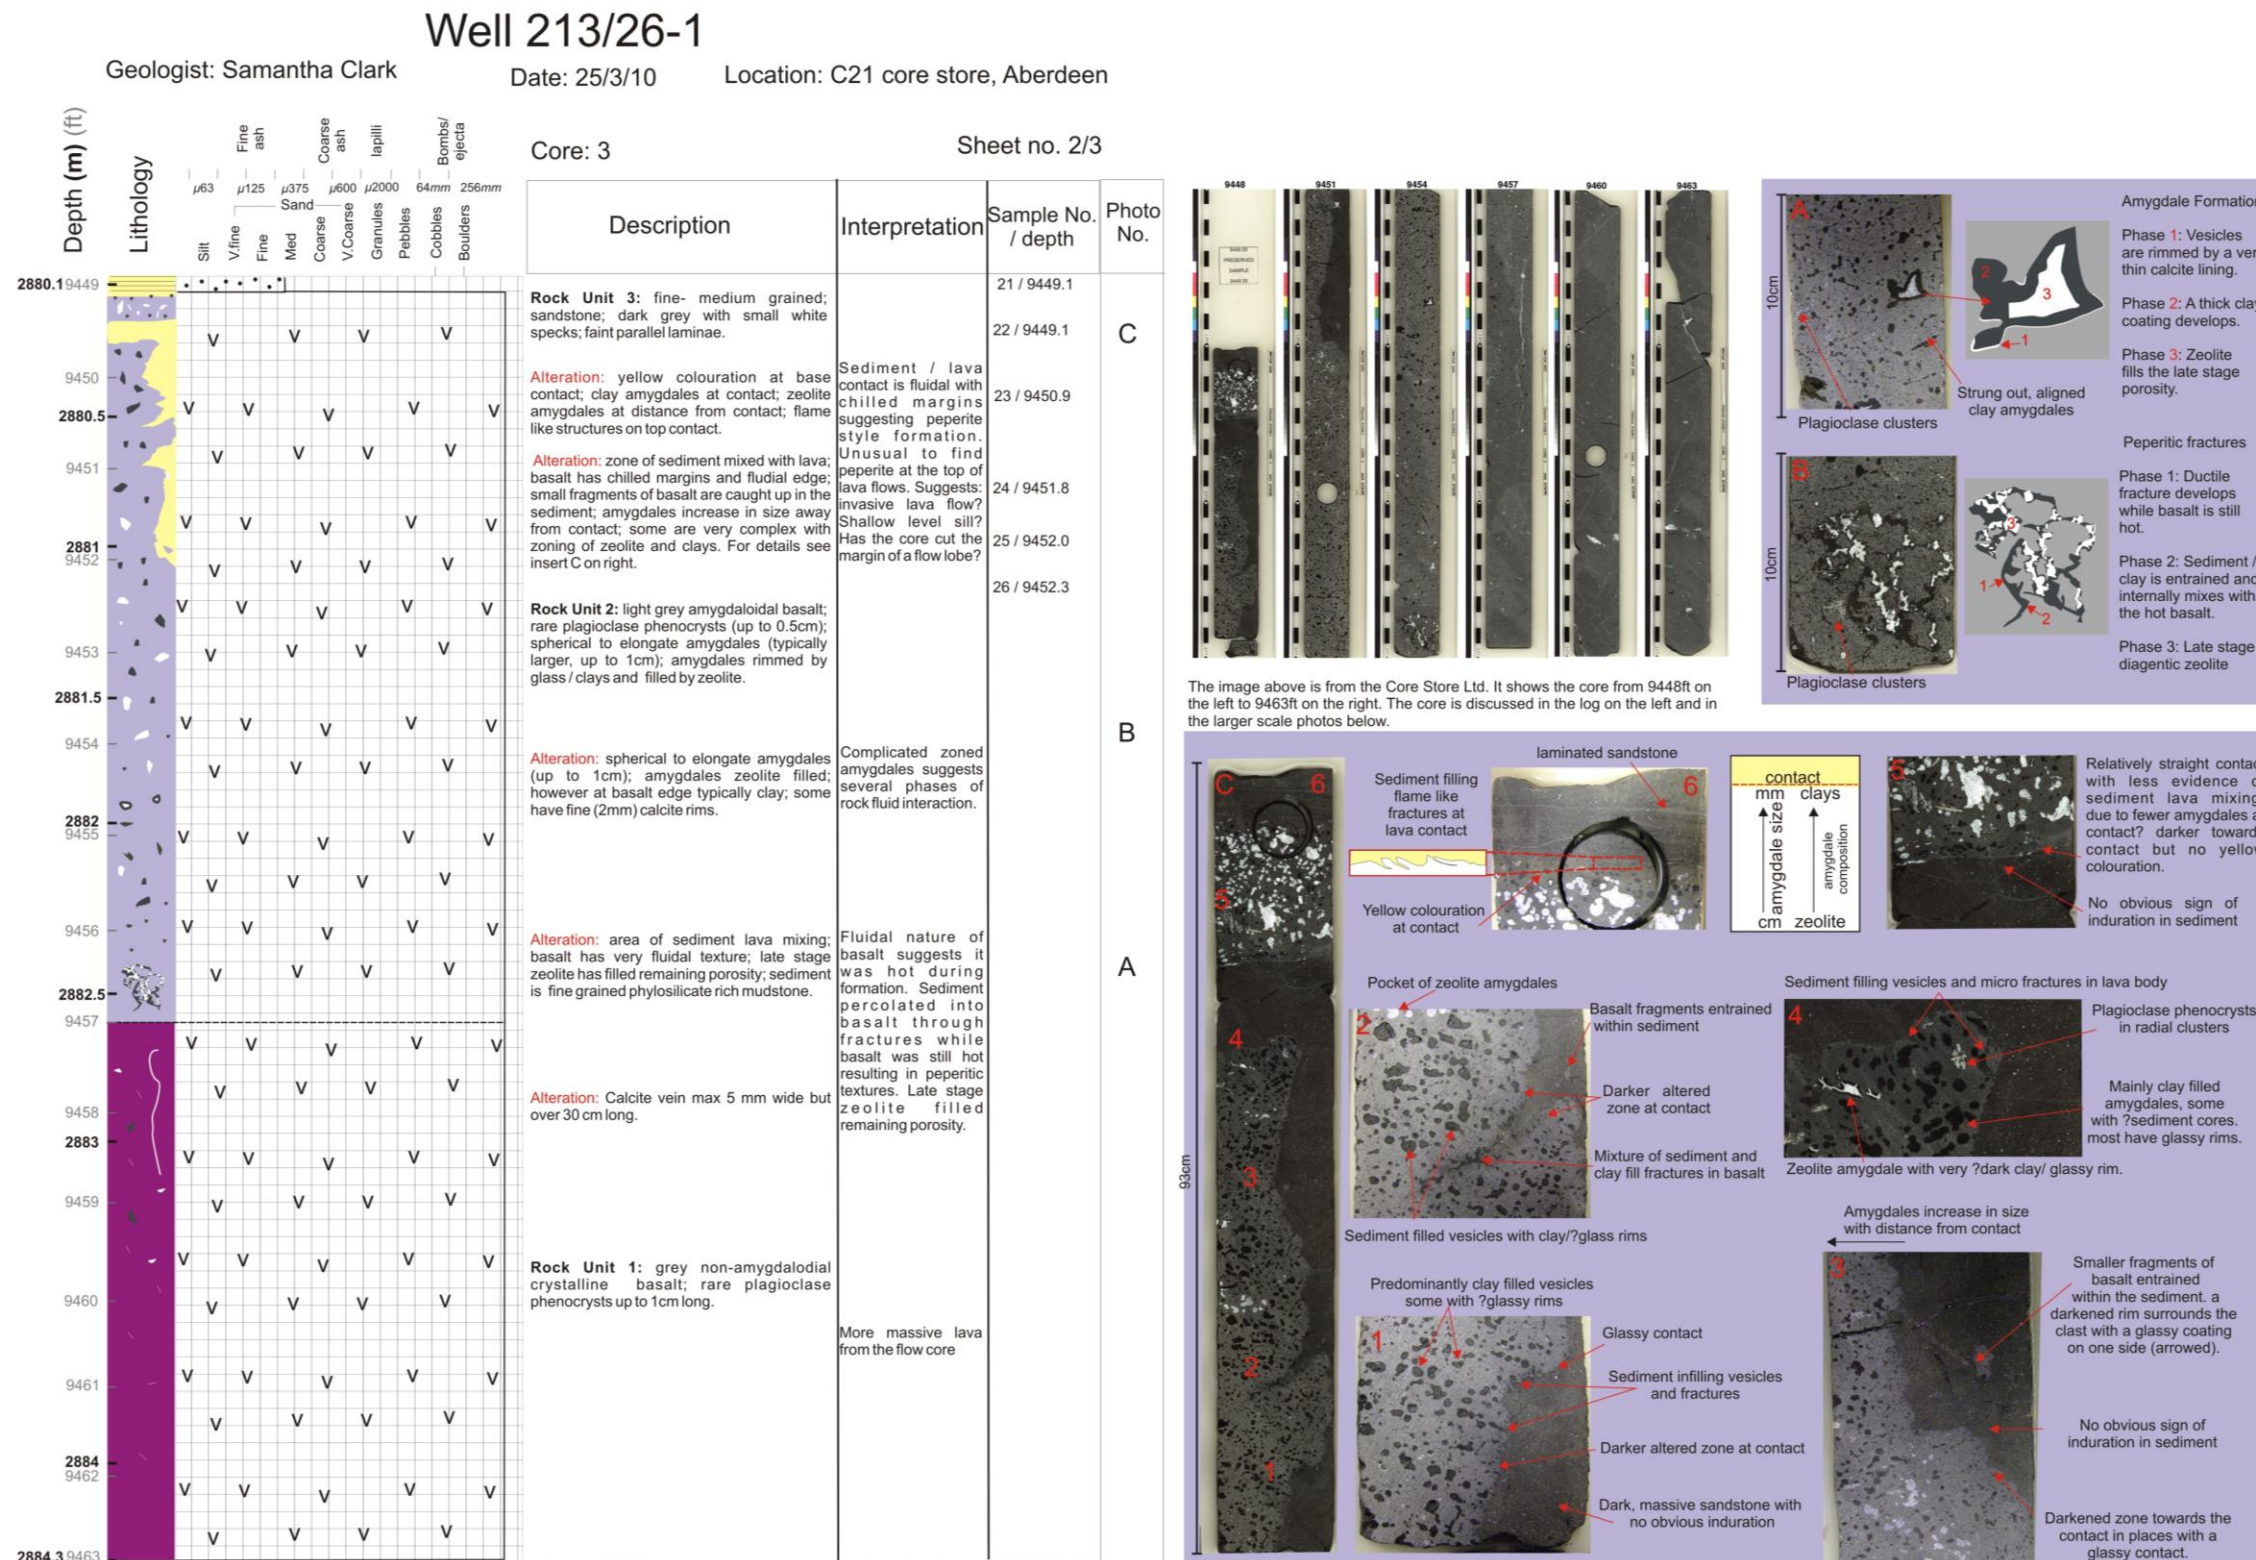 Well 213/26-1
Geologist: Samantha Clark
Date: 25/3/10
Location: C21 core store, Aberdeen
Core: 3
Sheet no. 2/3
Depth (m) (ft)
Lithology
Fine ash
Coarse ash
lapilli
Bombs/ ejecta
µ63
µ125
µ375
µ600
µ2000
64mm
256mm
Sand
Silt
V.fine
Fine
Med
Coarse
V.Coarse
Granules
Pebbles
Cobbles
Boulders
Description
Interpretation
Sample No. / depth
Photo No.
2880.1 9449
9450
2880.5
9451
2881
9452
9453
2881.5
9454
2882
9455
9456
2882.5
9457
9458
2883
9459
9460
9461
2884
9462
2884.3 9463
Rock Unit 3: fine- medium grained;
sandstone; dark grey with small white
specks; faint parallel laminae.
Alteration: yellow colouration at base
contact; clay amygdales at contact; zeolite
amygdales at distance from contact; flame
like structures on top contact.
Alteration: zone of sediment mixed with lava;
basalt has chilled margins and fludial edge;
small fragments of basalt are caught up in the
sediment; amygdales increase in size away
from contact; some are very complex with
zoning of zeolite and clays. For details see
insert C on right.
Rock Unit 2: light grey amygdaloidal basalt;
rare plagioclase phenocrysts (up to 0.5cm);
spherical to elongate amygdales (typically
larger, up to 1cm); amygdales rimmed by
glass / clays and filled by zeolite.
Alteration: spherical to elongate amygdales
(up to 1cm); amygdales zeolite filled;
however at basalt edge typically clay; some
have fine (2mm) calcite rims.
Alteration: area of sediment lava mixing;
basalt has very fluidal texture; late stage
zeolite has filled remaining porosity; sediment
is fine grained phylosilicate rich mudstone.
Alteration: Calcite vein max 5 mm wide but
over 30 cm long.
Rock Unit 1: grey non-amygdalodial
crystalline basalt; rare plagioclase
phenocrysts up to 1cm long.
Sediment / lava
contact is fluidal with
chilled margins
suggesting peperite
style formation.
Unusual to find
peperite at the top of
lava flows. Suggests:
invasive lava flow?
Shallow level sill?
Has the core cut the
margin of a flow lobe?
Complicated zoned
amygdales suggests
several phases of
rock fluid interaction.
Fluidal nature of
basalt suggests it
was hot during
formation. Sediment
percolated into
basalt through
fractures while
basalt was still hot
resulting in peperitic
textures. Late stage
zeolite filled
remaining porosity.
More massive lava
from the flow core
21 / 9449.1
22 / 9449.1
23 / 9450.9
24 / 9451.8
25 / 9452.0
26 / 9452.3
C
B
A
9448
9451
9454
9457
9460
9463
PRESERVED
SAMPLE
The image above is from the Core Store Ltd. It shows the core from 9448ft on
the left to 9463ft on the right. The core is discussed in the log on the left and in
the larger scale photos below.
A
10cm
Plagioclase clusters
Strung out, aligned
clay amygdales
2
3
1
Amygdale Formation
Phase 1: Vesicles
are rimmed by a ver
thin calcite lining.
Phase 2: A thick clay
coating develops.
Phase 3: Zeolite
fills the late stage
porosity.
B
10cm
Plagioclase clusters
3
1
2
Peperitic fractures
Phase 1: Ductile
fracture develops
while basalt is still
hot.
Phase 2: Sediment /
clay is entrained and
internally mixes with
the hot basalt.
Phase 3: Late stage
diagentic zeolite
93cm
C
6
5
4
3
2
1
Sediment filling
flame like
fractures at
lava contact
laminated sandstone
6
Yellow colouration
at contact
contact
mm
clays
amygdale size
amygdale composition
cm
zeolite
5
Relatively straight contac
with less evidence o
sediment lava mixing
due to fewer amygdales a
contact? darker toward
contact but no yellow
colouration.
No obvious sign of
induration in sediment
Pocket of zeolite amygdales
2
Basalt fragments entrained
within sediment
Darker altered
zone at contact
Mixture of sediment and
clay fill fractures in basalt
Sediment filled vesicles with clay/?glass rims
Sediment filling vesicles and micro fractures in lava body
4
Plagioclase phenocrysts
in radial clusters
Mainly clay filled
amygdales, some
with ?sediment cores.
most have glassy rims.
Zeolite amygdale with very ?dark clay/ glassy rim.
Predominantly clay filled vesicles
some with ?glassy rims
1
Glassy contact
Sediment infilling vesicles
and fractures
Darker altered zone at contact
Dark, massive sandstone with
no obvious induration
Amygdales increase in size
with distance from contact
3
Smaller fragments of
basalt entrained
within the sediment. a
darkened rim surrounds the
clast with a glassy coating
on one side (arrowed).
No obvious sign of
induration in sediment
Darkened zone towards the
contact in places with a
glassy contact.